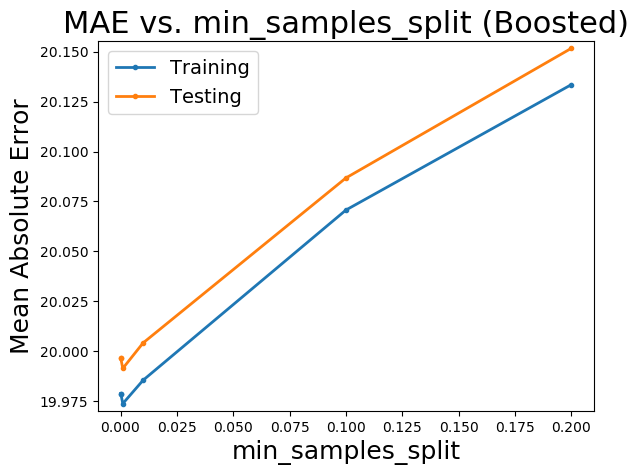 MAE vs. min_samples_split (Boosted)
Training
Testing
Mean Absolute Error
20.150
20.125
20.100
20.075
20.050
20.025
20.000
19.975
0.000 0.025 0.050 0.075 0.100 0.125 0.150 0.175 0.200
min_samples_split